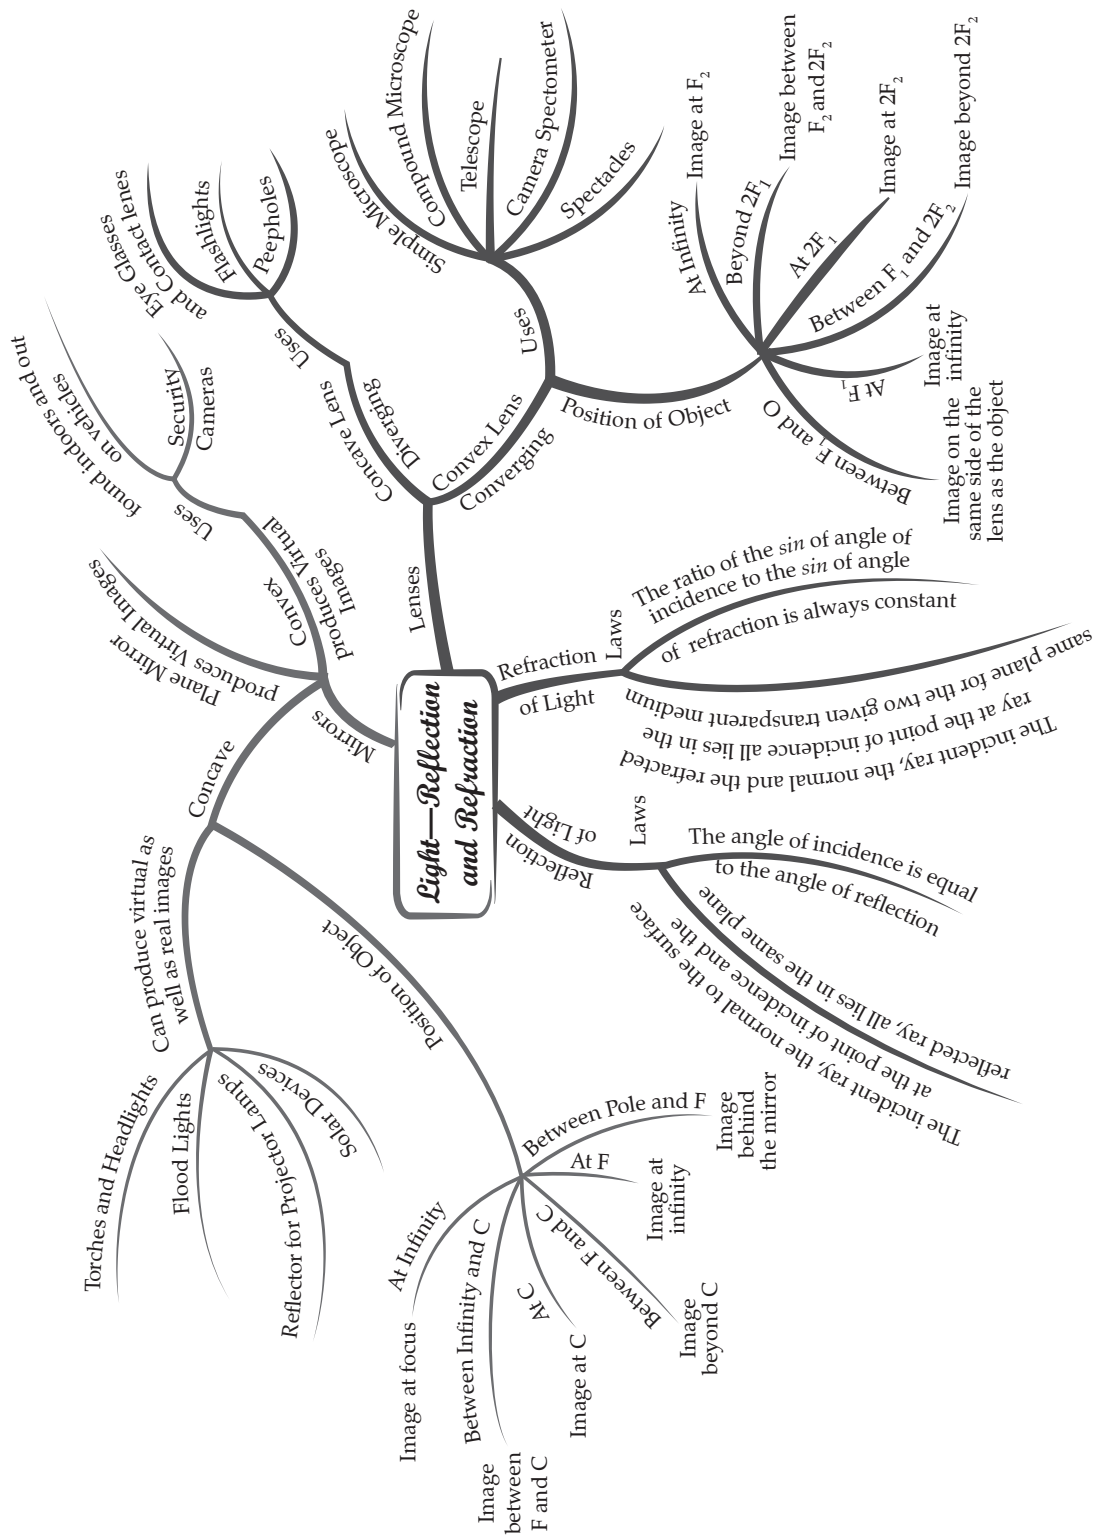 Light—Reflection
and Refraction
Mirrors
Concave
Can produce virtual as
well as real images
Torches and Headlights
Flood Lights
Reflector for Projector Lamps
Solar Devices
Position of Object
At Infinity
Image at focus
Between Infinity and C
Image
between
F and C
At C
Image at C
Between F and C
Image
beyond C
At F
Image at
infinity
Between Pole and F
Image
behind
the mirror
Plane Mirror
produces Virtual Images
Convex
produces Virtual
Images
Uses
found indoors and out
on vehicles
Security
Cameras
Lenses
Concave Lens
Diverging
Uses
Eye Glasses
and Contact lenes
Flashlights
Peepholes
Convex Lens
Converging
Uses
Simple Microscope
Compound Microscope
Telescope
Camera Spectometer
Spectacles
Position of Object
At Infinity
Image at F₂
Beyond 2F₁
Image between
F₂ and 2F₂
At 2F₁
Image at 2F₂
Between F₁ and 2F₂
Image beyond 2F₂
At F₁
Image at
infinity
Between F₁ and O
Image on the
same side of the
lens as the object
Refraction
of Light
Laws
The ratio of the sin of angle of
incidence to the sin of angle
of refraction is always constant
The incident ray, the normal and the refracted
ray at the point of incidence all lies in the
same plane for the two given transparent medium
Reflection
of Light
Laws
The angle of incidence is equal
to the angle of reflection
The incident ray, the normal to the surface
at the point of incidence and the
reflected ray, all lies in the same plane